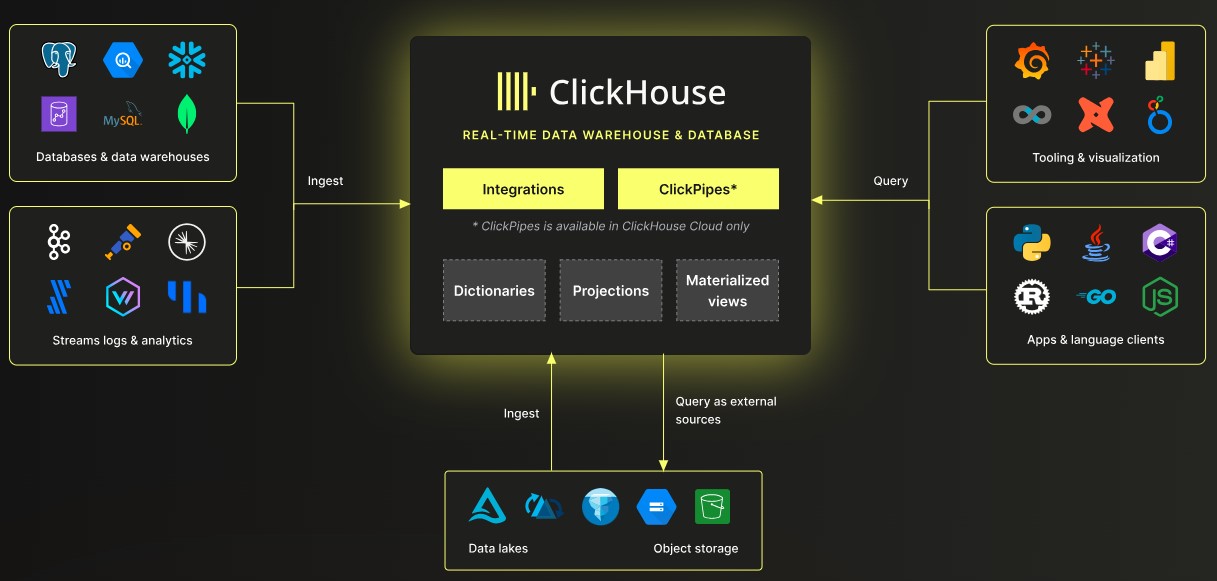 MySQL
Databases & data warehouses
Streams logs & analytics
Ingest
ClickHouse
REAL-TIME DATA WAREHOUSE & DATABASE
Integrations
ClickPipes*
* ClickPipes is available in ClickHouse Cloud only
Dictionaries
Projections
Materialized
views
Query
Tooling & visualization
C#
R
GO
JS
Apps & language clients
Ingest
Query as external
sources
Data lakes
Object storage